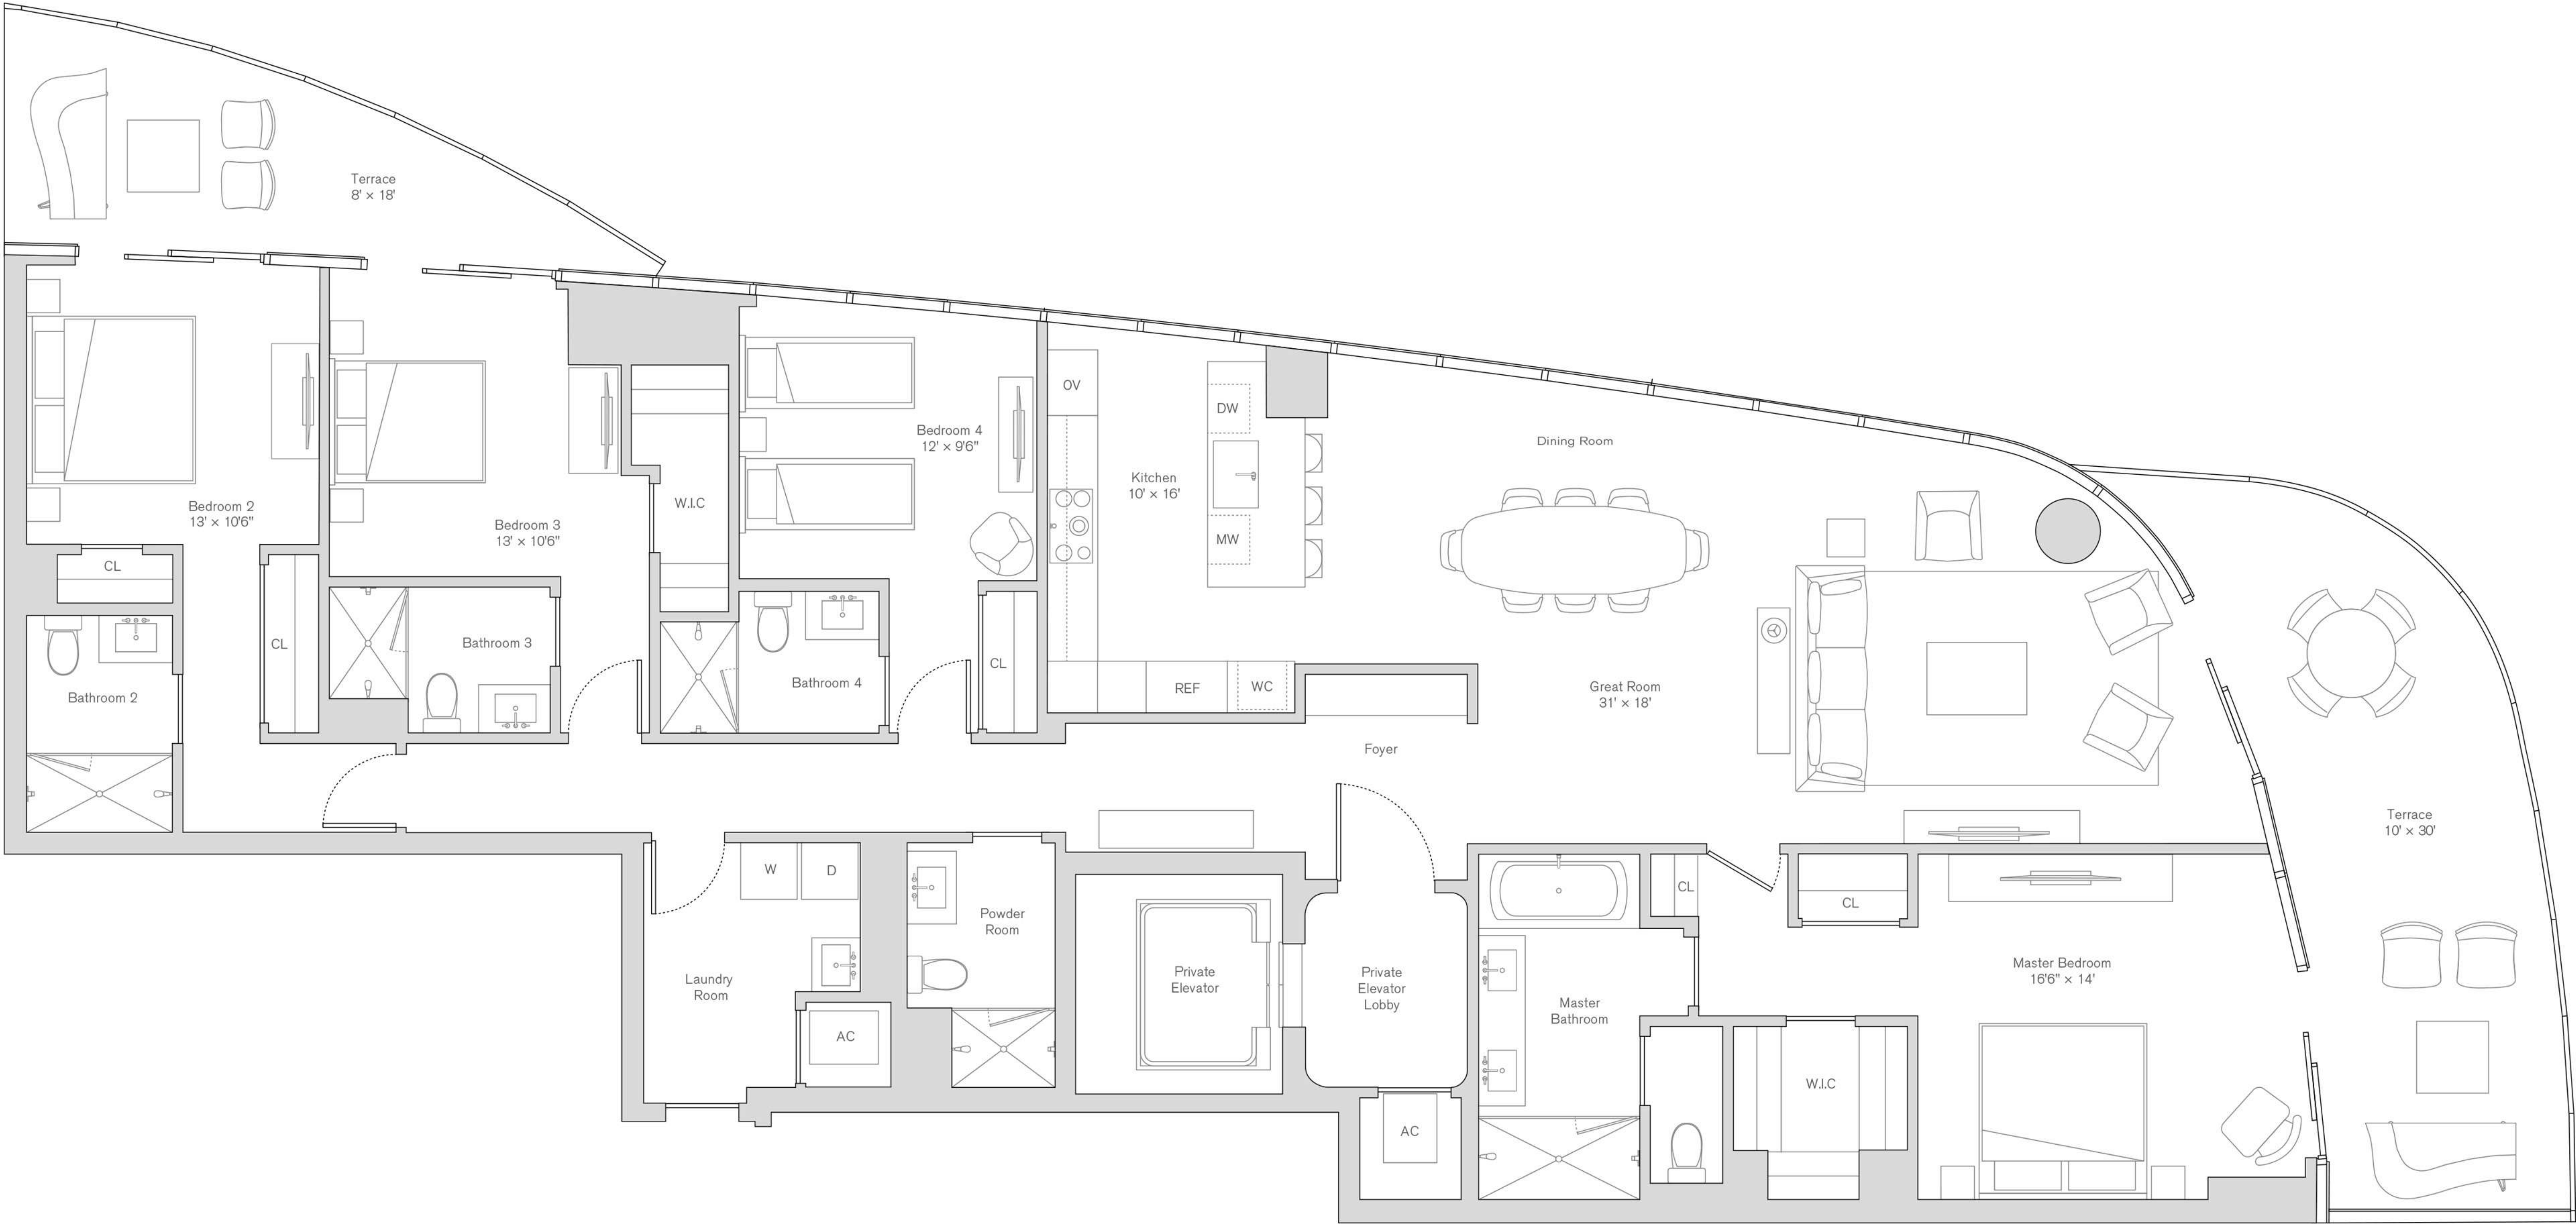 Terrace
8' × 18'
Bedroom 2
13' × 10'6"
CL
CL
Bathroom 2
Bedroom 3
13' × 10'6"
Bathroom 3
W.I.C
Bedroom 4
12' × 9'6"
Bathroom 4
CL
OV
Kitchen
10' × 16'
DW
MW
REF
WC
Dining Room
Great Room
31' × 18'
Foyer
Terrace
10' × 30'
W
D
Laundry
Room
AC
Powder
Room
Private
Elevator
Private
Elevator
Lobby
AC
Master
Bathroom
CL
CL
W.I.C
Master Bedroom
16'6" × 14'